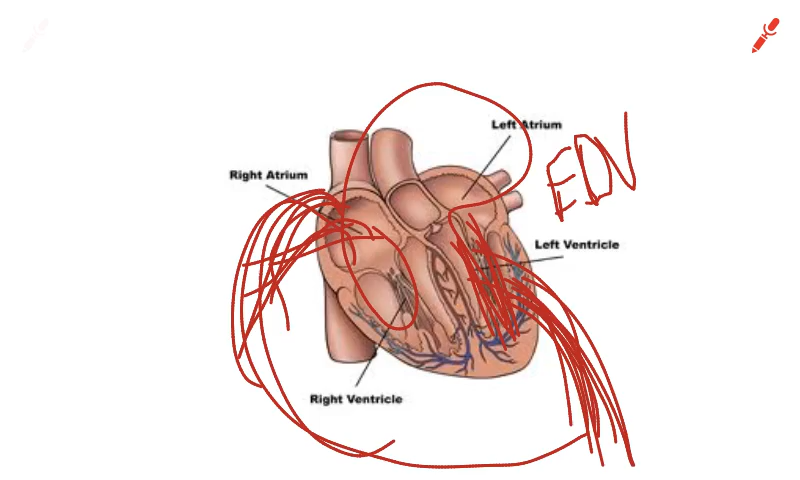 Left Atrium
Right Atrium
EDV
Left Ventricle
Right Ventricle